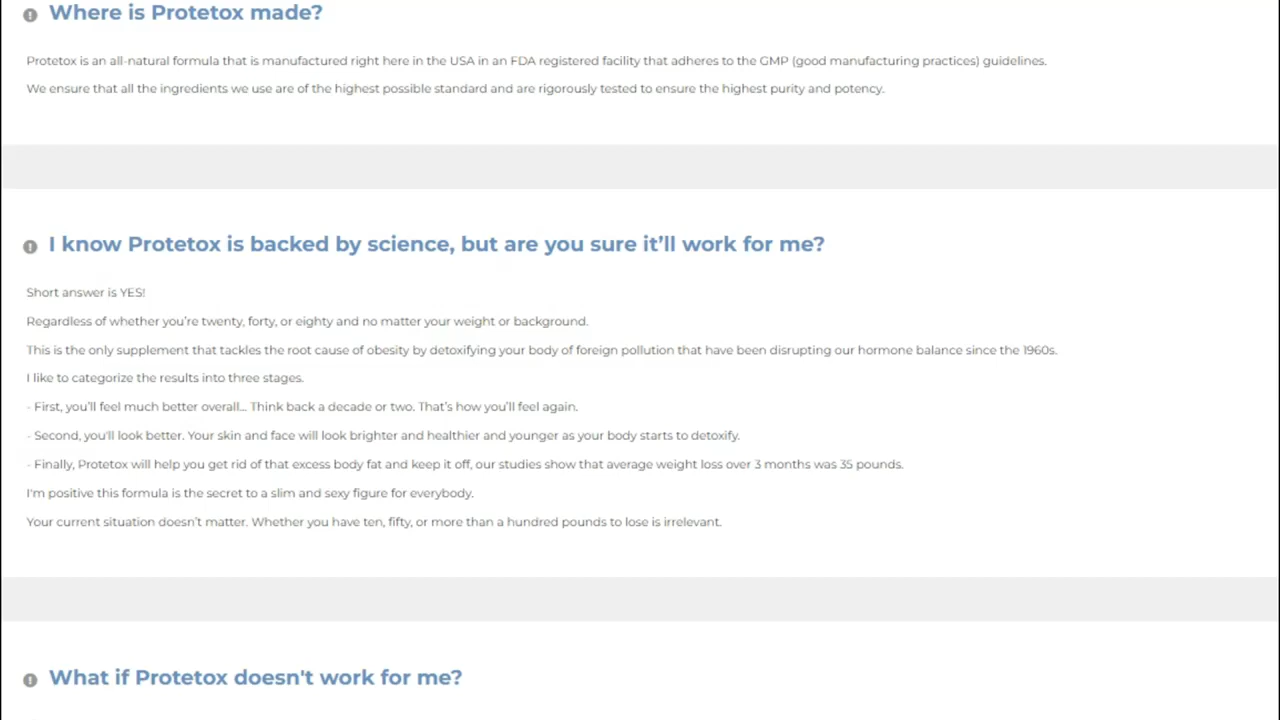 Where is Protetox made?
Protetox is an all-natural formula that is manufactured right here in the USA in an FDA registered facility that adheres to the GMP (good manufacturing practices) guidelines.
We ensure that all the ingredients we use are of the highest possible standard and are rigorously tested to ensure the highest purity and potency.
I know Protetox is backed by science, but are you sure it’ll work for me?
Short answer is YES!
Regardless of whether you’re twenty, forty, or eighty and no matter your weight or background.
This is the only supplement that tackles the root cause of obesity by detoxifying your body of foreign pollution that have been disrupting our hormone balance since the 1960s.
I like to categorize the results into three stages.
- First, you’ll feel much better overall... Think back a decade or two. That’s how you’ll feel again.
- Second, you'll look better. Your skin and face will look brighter and healthier and younger as your body starts to detoxify.
- Finally, Protetox will help you get rid of that excess body fat and keep it off, our studies show that average weight loss over 3 months was 35 pounds.
I'm positive this formula is the secret to a slim and sexy figure for everybody.
Your current situation doesn’t matter. Whether you have ten, fifty, or more than a hundred pounds to lose is irrelevant.
What if Protetox doesn't work for me?